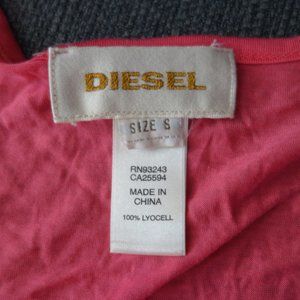 DIESEL
SIZE S
RN93243
CA25594
MADE IN
CHINA
100% LYOCELL